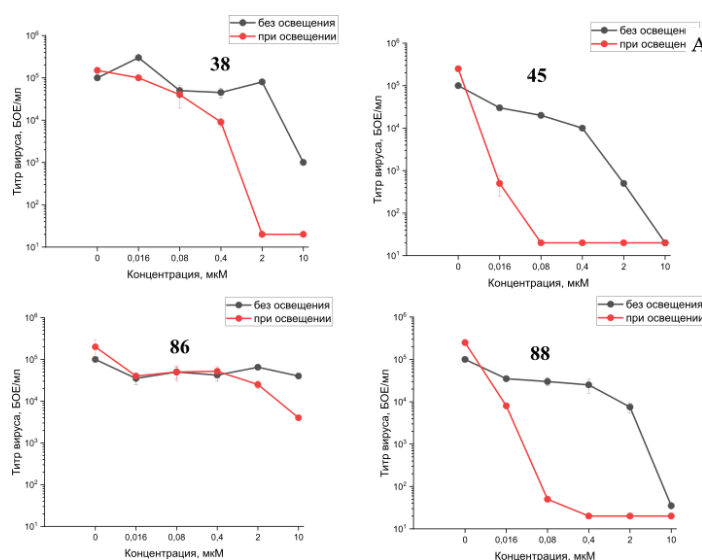 без освещения
при освещении
38
Титр вируса, БОЕ/мл
10⁶
10⁵
10⁴
10³
10²
10¹
0 0,016 0,08 0,4 2 10
Концентрация, мкМ
без освещен
при освещен
А
45
Титр вируса, БОЕ/мл
10⁶
10⁵
10⁴
10³
10²
10¹
0 0,016 0,08 0,4 2 10
Концентрация, мкМ
без освещения
при освещении
86
Титр вируса, БОЕ/мл
10⁶
10⁵
10⁴
10³
10²
10¹
0 0,016 0,08 0,4 2 10
Концентрация, мкМ
без освещения
при освещении
88
Титр вируса, БОЕ/мл
10⁶
10⁵
10⁴
10³
10²
10¹
0 0,016 0,08 0,4 2 10
Концентрация, мкМ